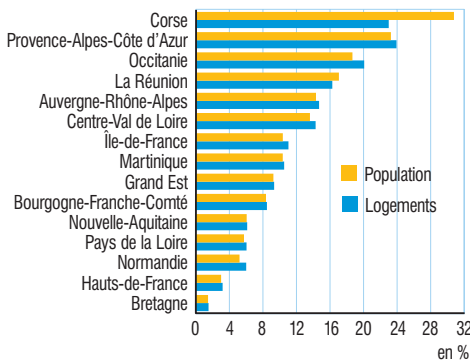 Corse
Provence-Alpes-Côte d’Azur
Occitanie
La Réunion
Auvergne-Rhône-Alpes
Centre-Val de Loire
Île-de-France
Martinique
Grand Est
Bourgogne-Franche-Comté
Nouvelle-Aquitaine
Pays de la Loire
Normandie
Hauts-de-France
Bretagne
Population
Logements
0 4 8 12 16 20 24 28 32
en %